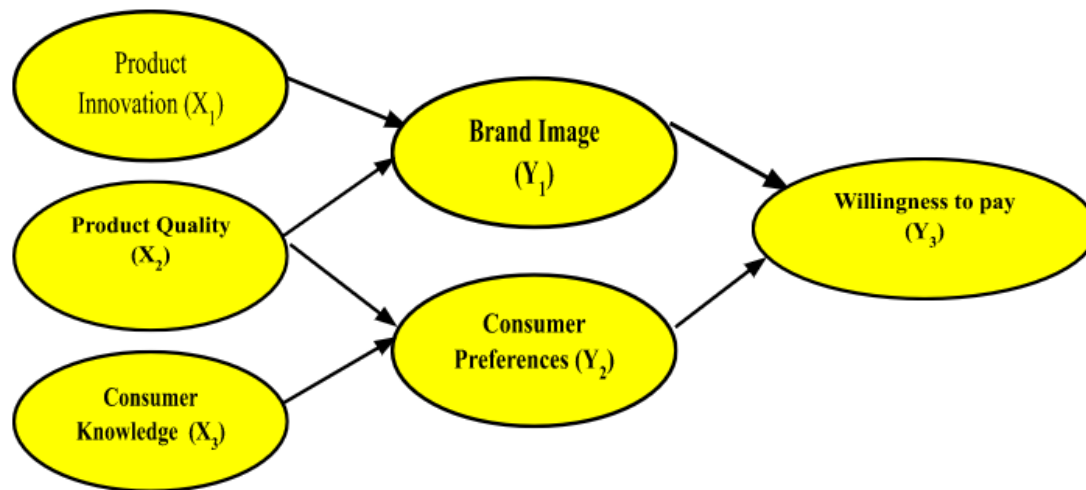 Product
Innovation (X₁)
Brand Image
(Y₁)
Product Quality
(X₂)
Willingness to pay
(Y₃)
Consumer
Preferences (Y₂)
Consumer
Knowledge (X₃)